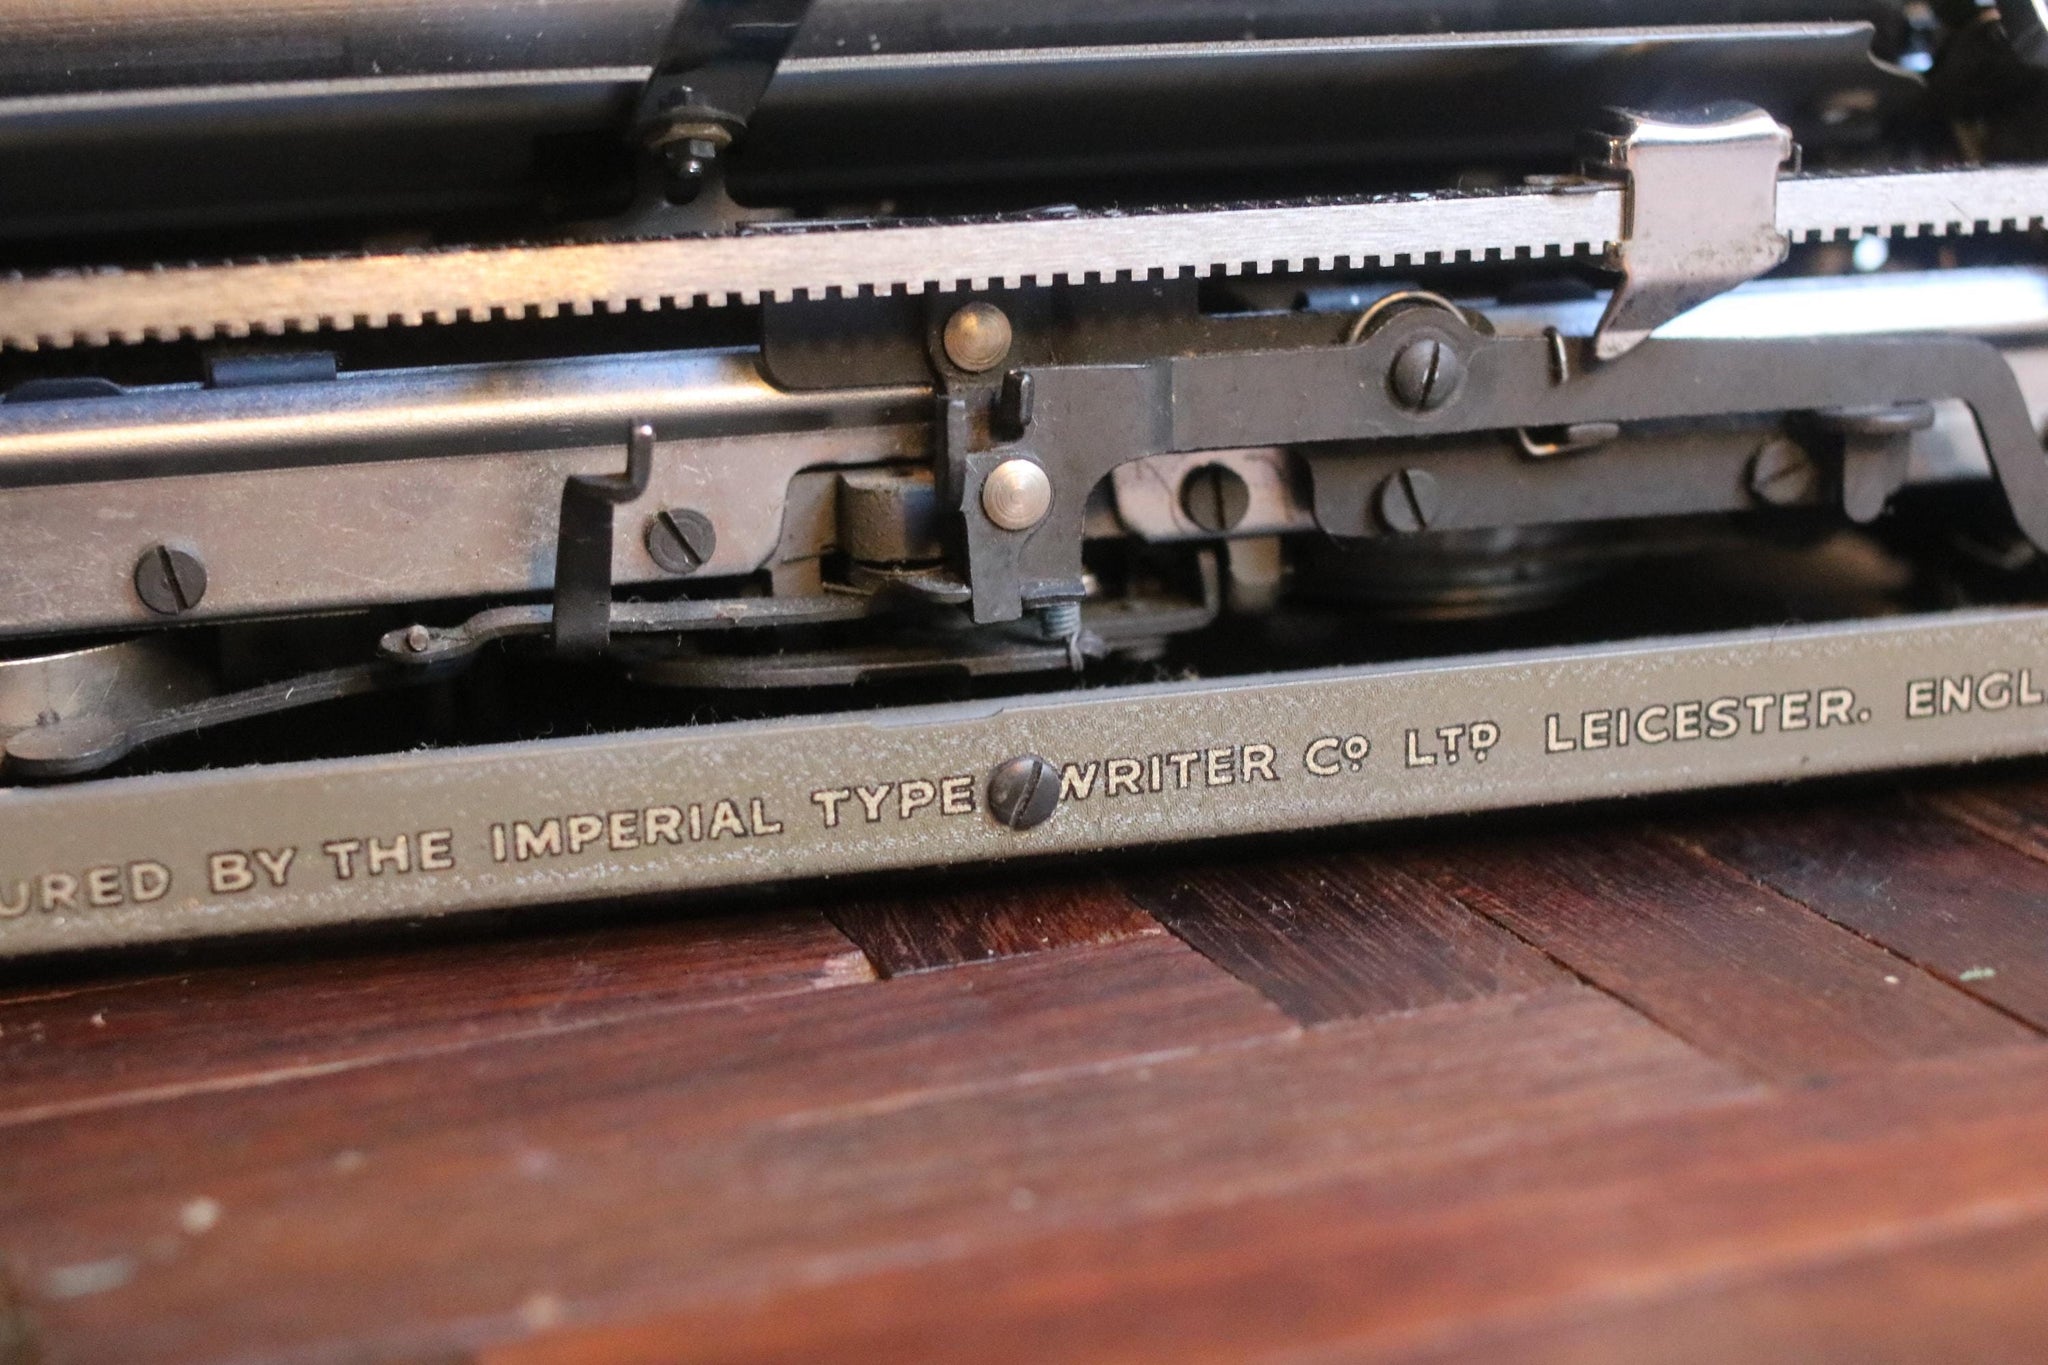 URED BY THE IMPERIAL TYPE WRITER Cº LTD LEICESTER. ENGL